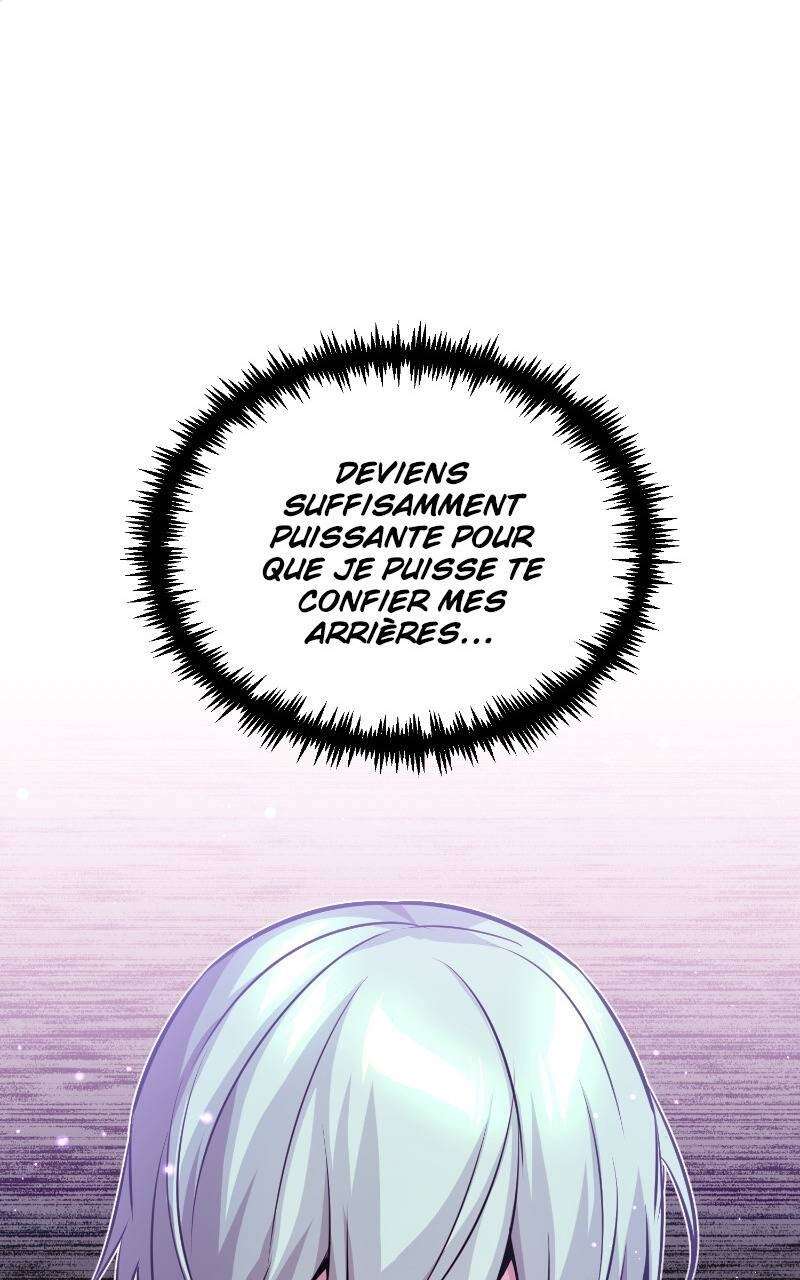 DEVIENS
SUFFISAMMENT
PUISSANTE POUR
QUE JE PUISSE TE
CONFIER MES
ARRIÈRES...